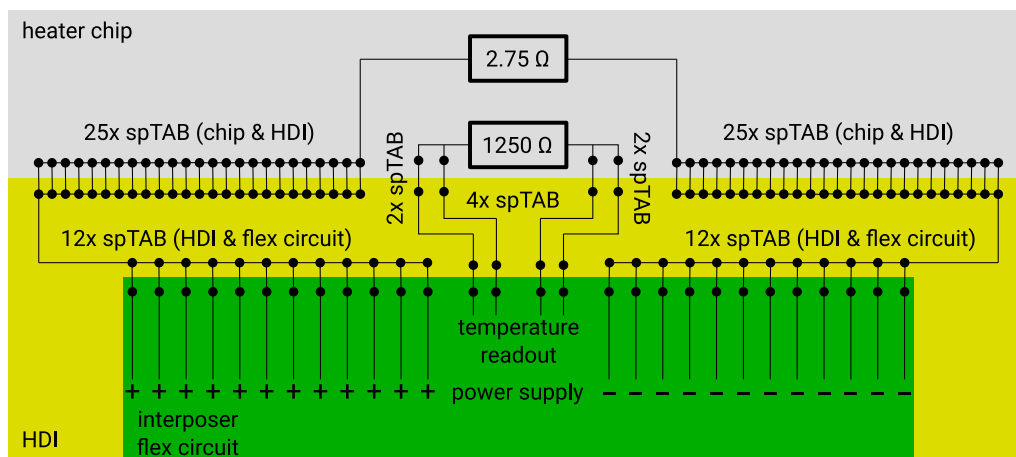 heater chip
2.75 Ω
25x spTAB (chip & HDI)
2x spTAB
1250 Ω
2x spTAB
25x spTAB (chip & HDI)
4x spTAB
12x spTAB (HDI & flex circuit)
12x spTAB (HDI & flex circuit)
temperature
readout
+ + + + + + + + + + + +
power supply
− − − − − − − − − − − −
interposer
flex circuit
HDI